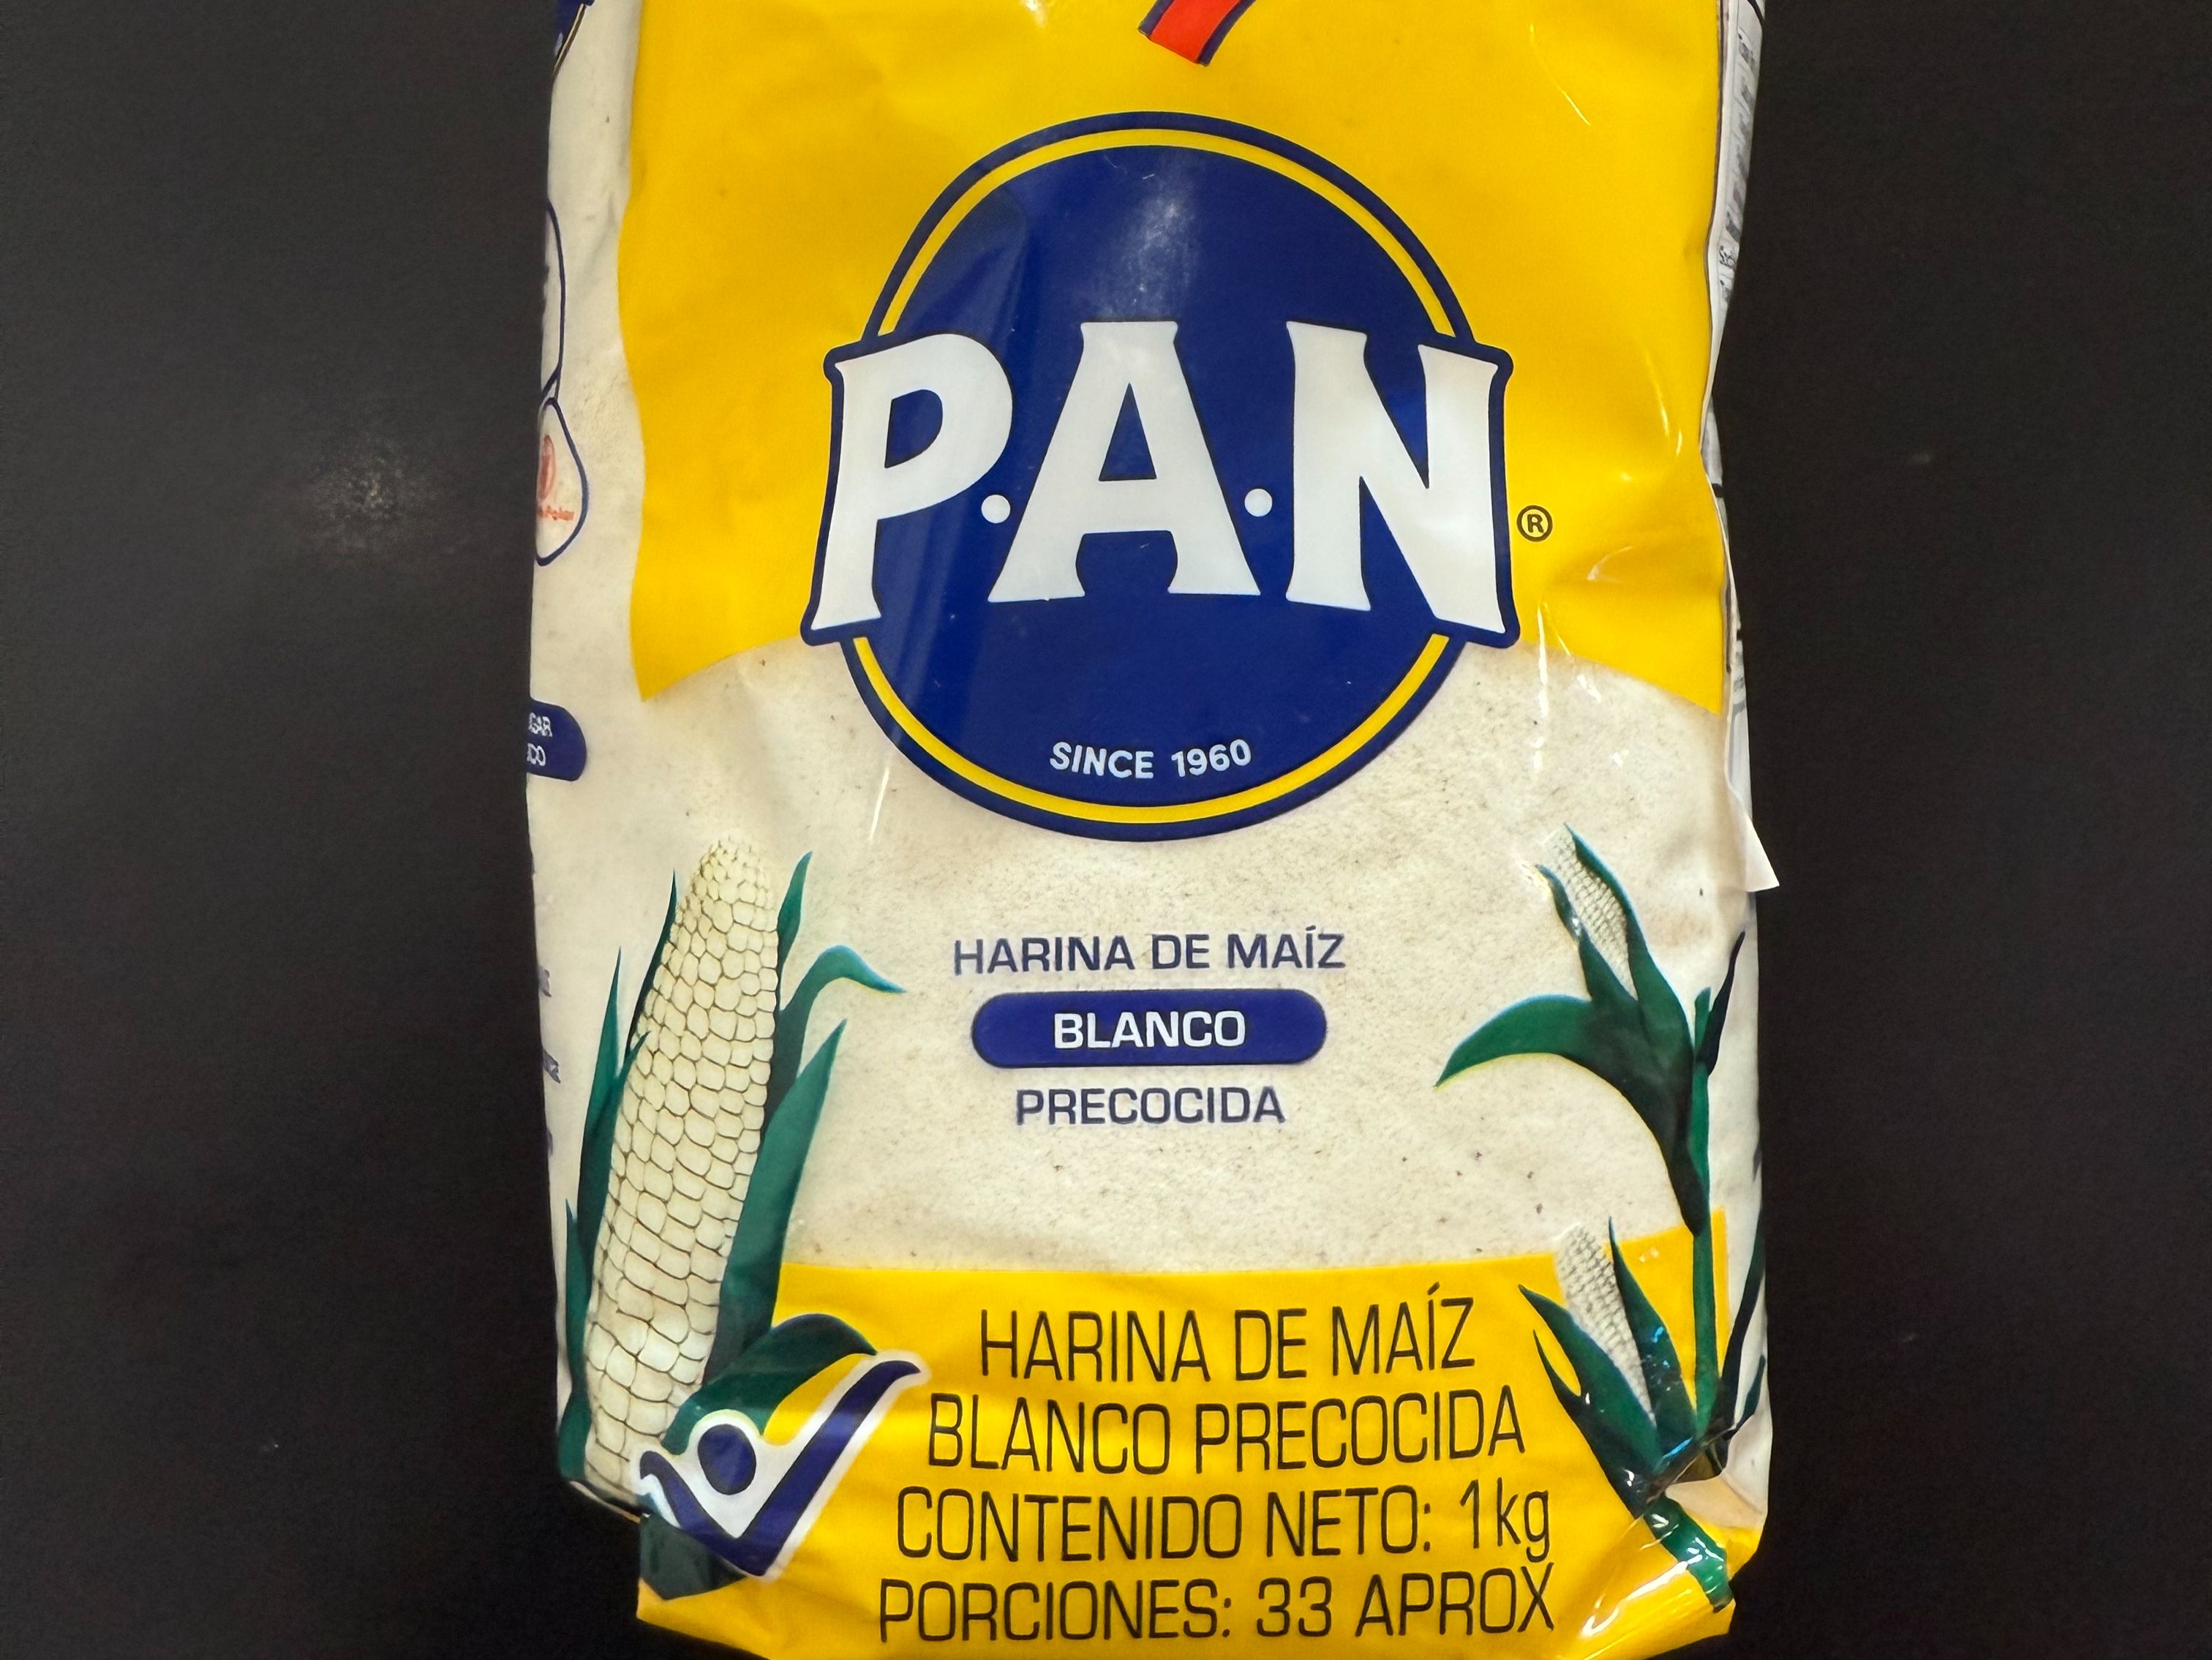 P.A.N
®
SINCE 1960
HARINA DE MAÍZ
BLANCO
PRECOCIDA
HARINA DE MAÍZ
BLANCO PRECOCIDA
CONTENIDO NETO: 1kg
PORCIONES: 33 APROX